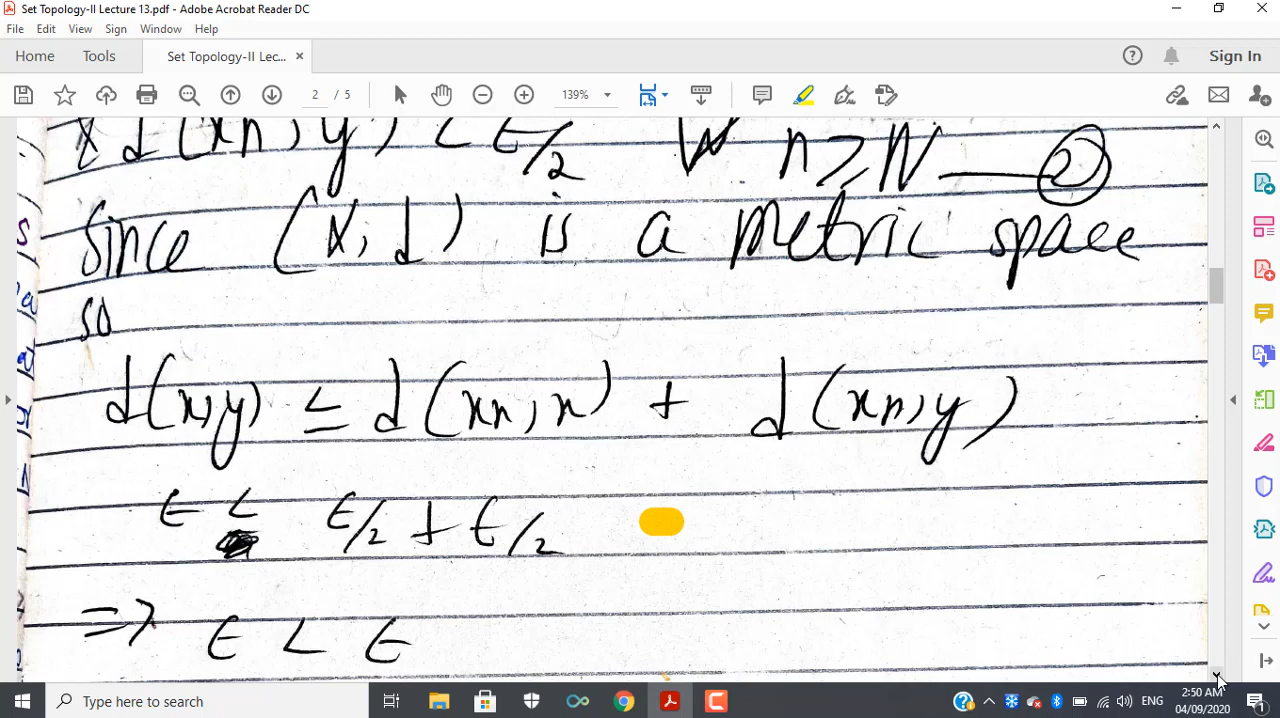 Set Topology-II Lecture 13.pdf - Adobe Acrobat Reader DC
File Edit View Sign Window Help
Home Tools Set Topology-II Lec... × Sign In
2 / 5 139%
d(xn, y) < ε/2 ∀ n ≥ N ②
Since (X, d) is a metric space
so
d(x, y) ≤ d(xn, x) + d(xn, y)
ε < ε/2 + ε/2
⇒ ε < ε
Type here to search
ENG
2:50 AM
04/09/2020
1